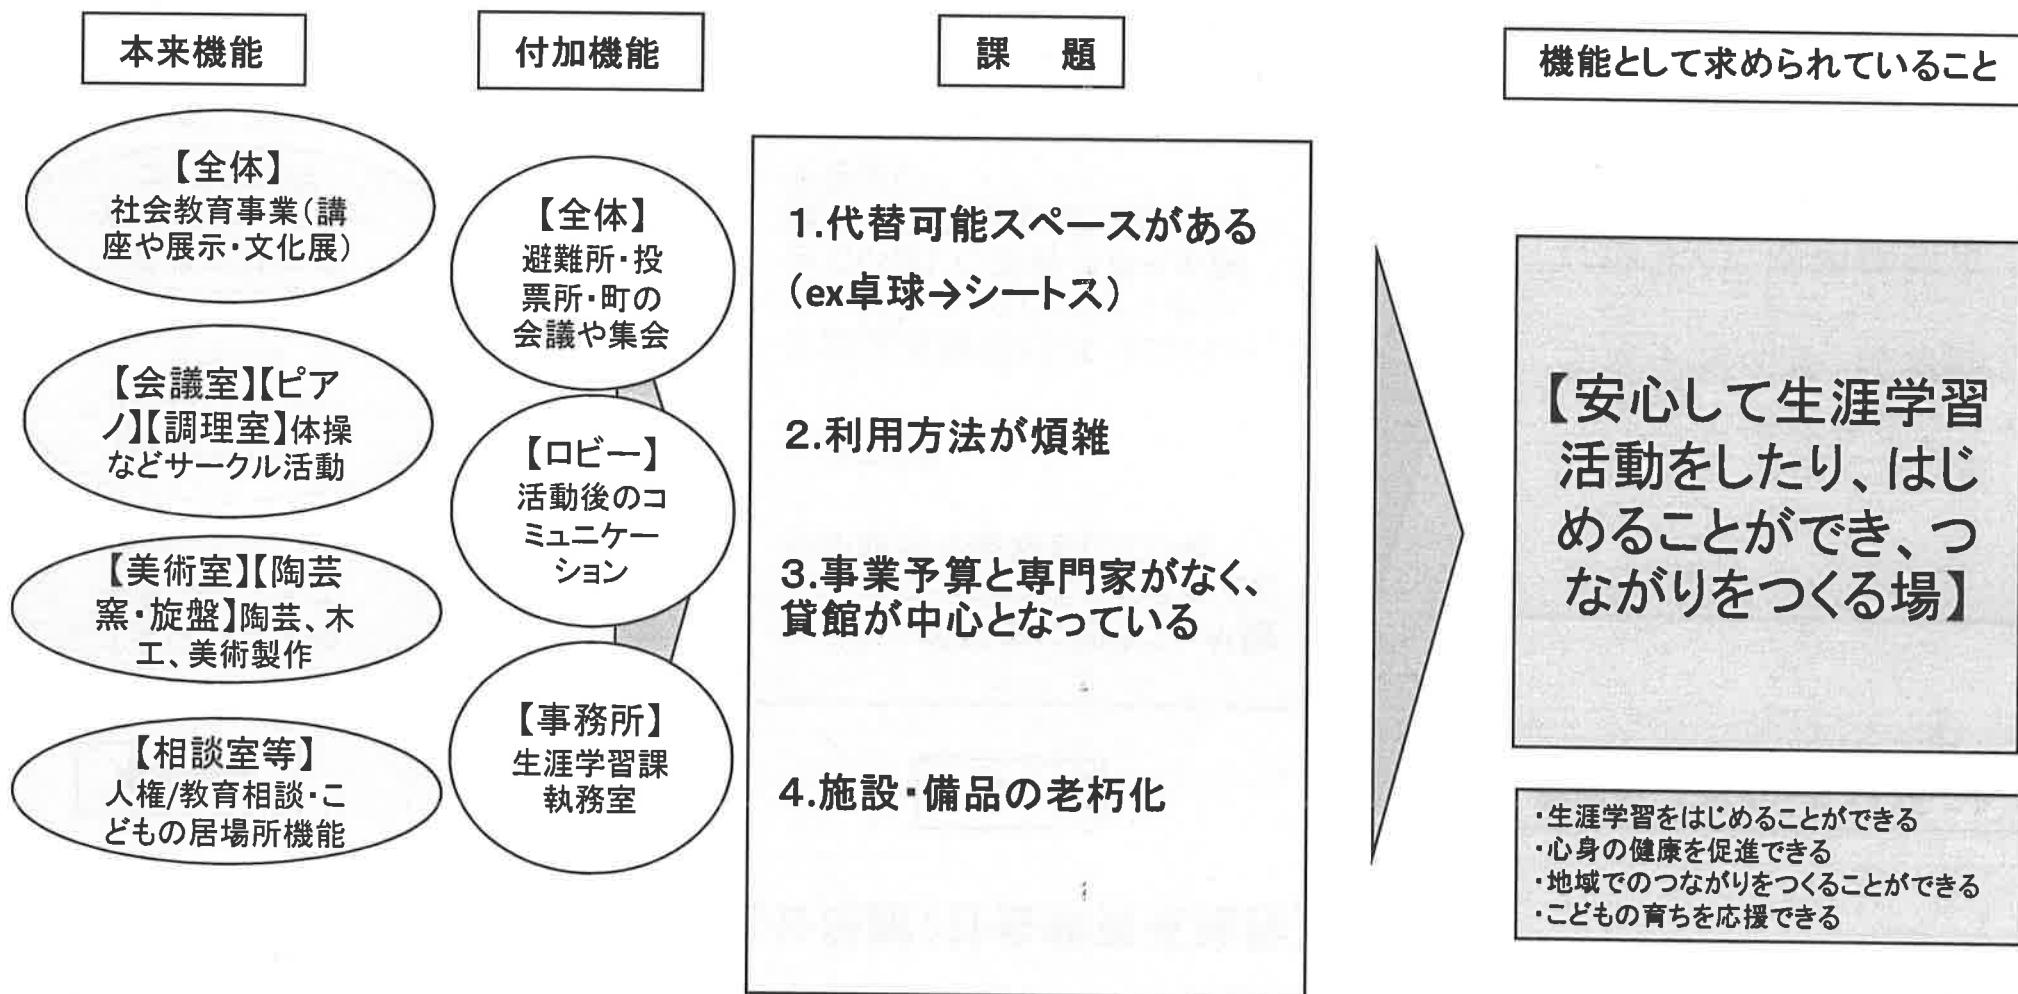 本来機能
【全体】
社会教育事業(講
座や展示・文化展)
【会議室】【ピア
ノ】【調理室】体操
などサークル活動
【美術室】【陶芸
窯・旋盤】陶芸、木
工、美術製作
【相談室等】
人権/教育相談・こ
どもの居場所機能
付加機能
【全体】
避難所・投
票所・町の
会議や集会
【ロビー】
活動後のコ
ミュニケー
ション
【事務所】
生涯学習課
執務室
課　題
1.代替可能スペースがある
(ex卓球→シートス)
2.利用方法が煩雑
3.事業予算と専門家がなく、
貸館が中心となっている
4.施設・備品の老朽化
機能として求められていること
【安心して生涯学習
活動をしたり、はじ
めることができ、つ
ながりをつくる場】
・生涯学習をはじめることができる
・心身の健康を促進できる
・地域でのつながりをつくることができる
・こどもの育ちを応援できる